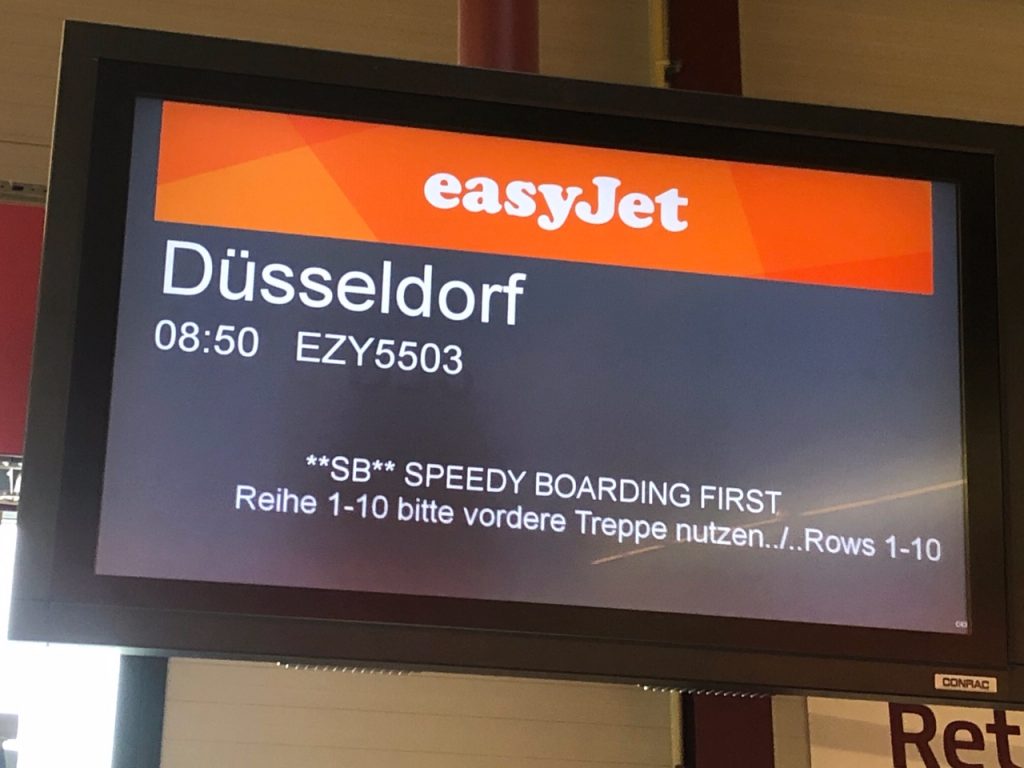 easyJet
Düsseldorf
08:50 EZY5503
**SB** SPEEDY BOARDING FIRST
Reihe 1-10 bitte vordere Treppe nutzen../..Rows 1-10
CONRAC
Ret